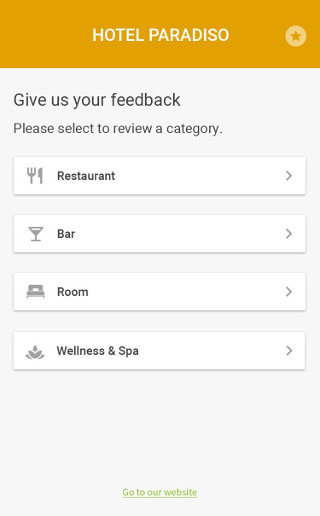 HOTEL PARADISO
Give us your feedback
Please select to review a category.
Restaurant
Bar
Room
Wellness & Spa
Go to our website